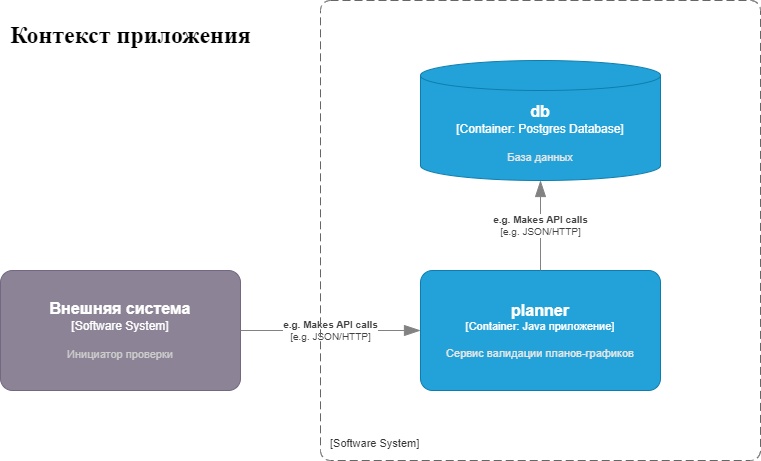 Контекст приложения
db
[Container: Postgres Database]
База данных
e.g. Makes API calls
[e.g. JSON/HTTP]
Внешняя система
[Software System]
Инициатор проверки
e.g. Makes API calls
[e.g. JSON/HTTP]
planner
[Container: Java приложение]
Сервис валидации планов-графиков
[Software System]